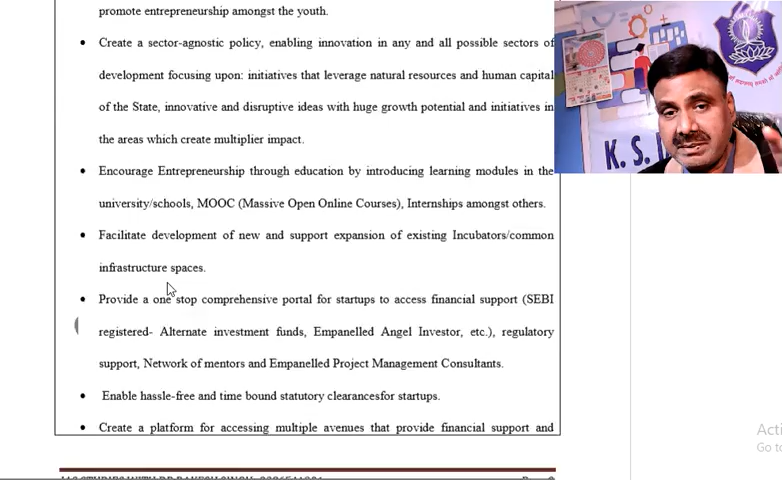 promote entrepreneurship amongst the youth.
• Create a sector-agnostic policy, enabling innovation in any and all possible sectors of
development focusing upon: initiatives that leverage natural resources and human capital
of the State, innovative and disruptive ideas with huge growth potential and initiatives in
the areas which create multiplier impact.
• Encourage Entrepreneurship through education by introducing learning modules in the
university/schools, MOOC (Massive Open Online Courses), Internships amongst others.
• Facilitate development of new and support expansion of existing Incubators/common
infrastructure spaces.
• Provide a one stop comprehensive portal for startups to access financial support (SEBI
registered- Alternate investment funds, Empanelled Angel Investor, etc.), regulatory
support, Network of mentors and Empanelled Project Management Consultants.
• Enable hassle-free and time bound statutory clearancesfor startups.
• Create a platform for accessing multiple avenues that provide financial support and
K. S.
Acti
Go to